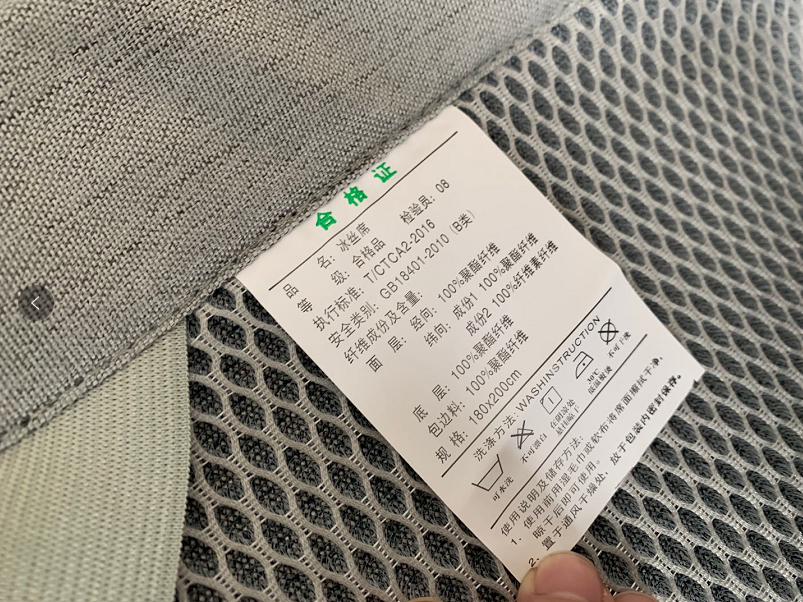 合格证
品 名: 冰丝席 检验员: 08
等 级: 合格品
执行标准: T/CTCA2-2016
安全类别: GB18401-2010 (B类)
纤维成份及含量:
面 层: 经向: 100%聚酯纤维
纬向: 成份1 100%聚酯纤维
成份2 100%纤维素纤维
底 层: 100%聚酯纤维
包边料: 100%聚酯纤维
规 格: 180x200cm
洗涤方法: WASHINSTRUCTION
可水洗 不可漂白 在阴凉处悬挂晾干 低温熨烫 不可干洗
使用说明及储存方法:
1、使用前用湿毛巾或软布将席面擦拭干净,
晾干后即可使用。
2、置于通风干燥处, 放于包装内密封保存。